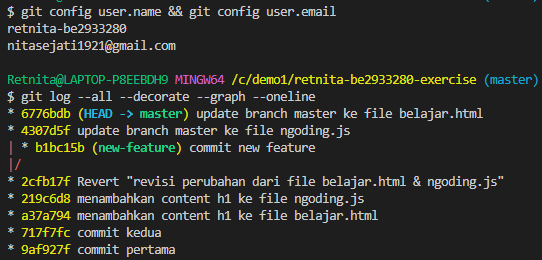 $ git config user.name && git config user.email
retnita-be2933280
nitasejati1921@gmail.com
Retnita@LAPTOP-P8EEBDH9 MINGW64 /c/demo1/retnita-be2933280-exercise (master)
$ git log --all --decorate --graph --oneline
* 6776bdb (HEAD -> master) update branch master ke file belajar.html
* 4307d5f update branch master ke file ngoding.js
| * b1bc15b (new-feature) commit new feature
|/
* 2cfb17f Revert "revisi perubahan dari file belajar.html & ngoding.js"
* 219c6d8 menambahkan content h1 ke file ngoding.js
* a37a794 menambahkan content h1 ke file belajar.html
* 717f7fc commit kedua
* 9af927f commit pertama